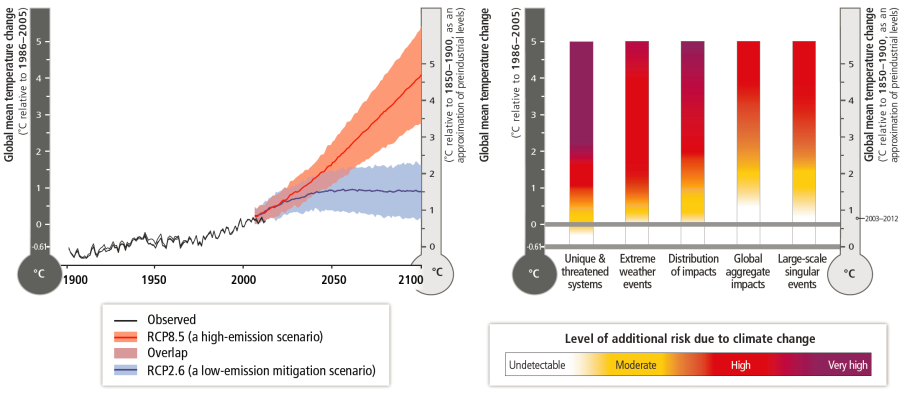 Global mean temperature change
(°C relative to 1986–2005)
5
4
3
2
1
0
-0.61
°C
5
4
3
2
1
0
°C
(°C relative to 1850–1900, as an
approximation of preindustrial levels)
1900
1950
2000
2050
2100
Observed
RCP8.5 (a high-emission scenario)
Overlap
RCP2.6 (a low-emission mitigation scenario)
Global mean temperature change
(°C relative to 1986–2005)
5
4
3
2
1
0
-0.61
°C
Global mean temperature change
(°C relative to 1850–1900, as an
approximation of preindustrial levels)
5
4
3
2
1
0
°C
2003–2012
Unique &
threatened
systems
Extreme
weather
events
Distribution
of impacts
Global
aggregate
impacts
Large-scale
singular
events
Level of additional risk due to climate change
Undetectable
Moderate
High
Very high